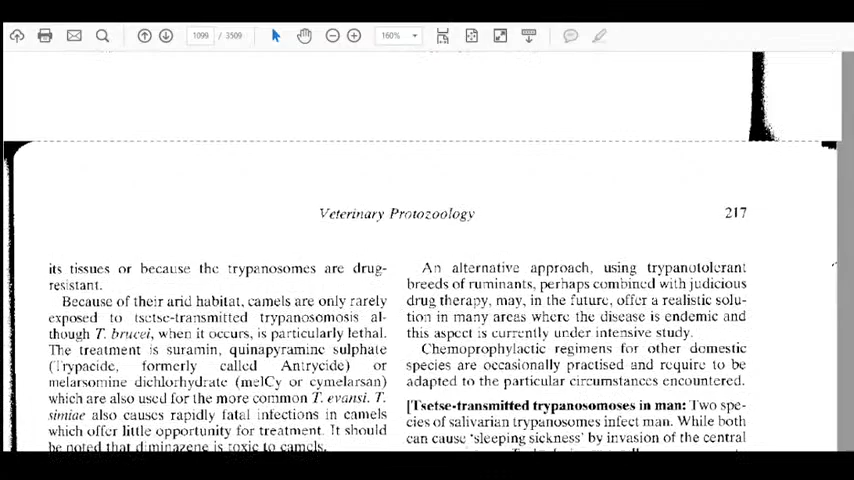 1099 / 3509
160%
Veterinary Protozoology
217
its tissues or because the trypanosomes are drug-
resistant.
Because of their arid habitat, camels are only rarely
exposed to tsetse-transmitted trypanosomosis al-
though T. brucei, when it occurs, is particularly lethal.
The treatment is suramin, quinapyramine sulphate
(Trypacide, formerly called Antrycide) or
melarsomine dichlorhydrate (melCy or cymelarsan)
which are also used for the more common T. evansi. T.
simiae also causes rapidly fatal infections in camels
which offer little opportunity for treatment. It should
be noted that diminazene is toxic to camels.
An alternative approach, using trypanotolerant
breeds of ruminants, perhaps combined with judicious
drug therapy, may, in the future, offer a realistic solu-
tion in many areas where the disease is endemic and
this aspect is currently under intensive study.
Chemoprophylactic regimens for other domestic
species are occasionally practised and require to be
adapted to the particular circumstances encountered.
[Tsetse-transmitted trypanosomoses in man: Two spe-
cies of salivarian trypanosomes infect man. While both
can cause 'sleeping sickness' by invasion of the central